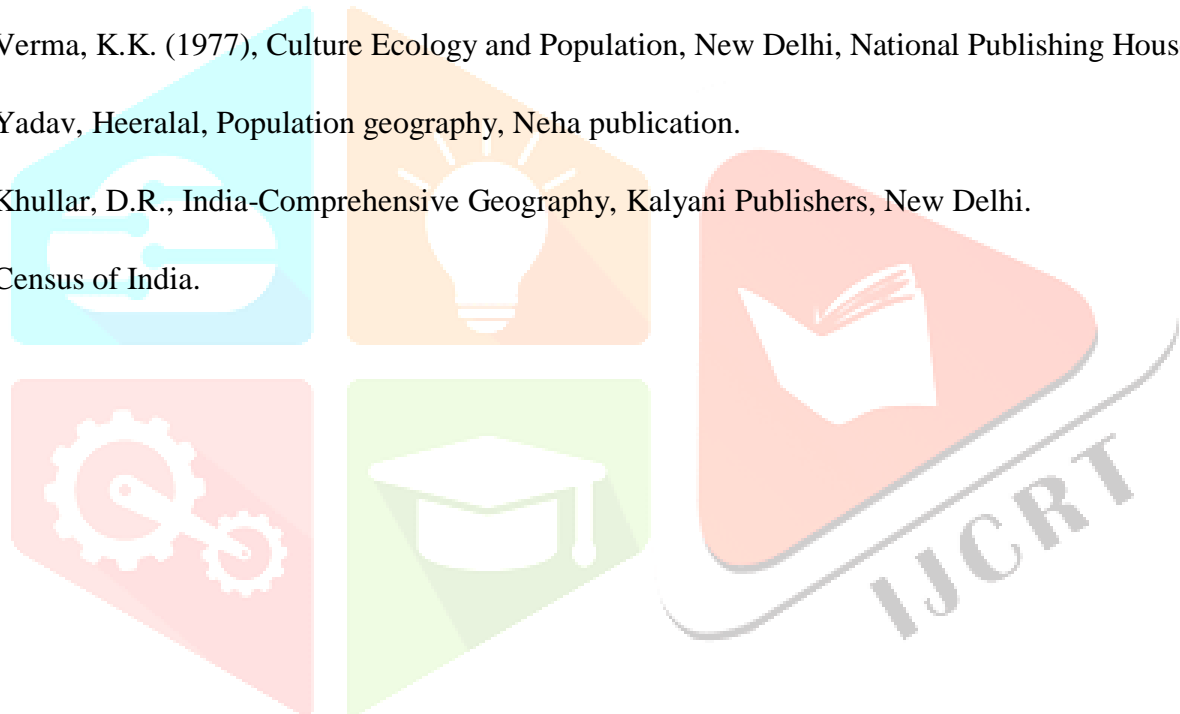 Verma, K.K. (1977), Culture Ecology and Population, New Delhi, National Publishing Hous
Yadav, Heeralal, Population geography, Neha publication.
Khullar, D.R., India-Comprehensive Geography, Kalyani Publishers, New Delhi.
Census of India.
IJCRT